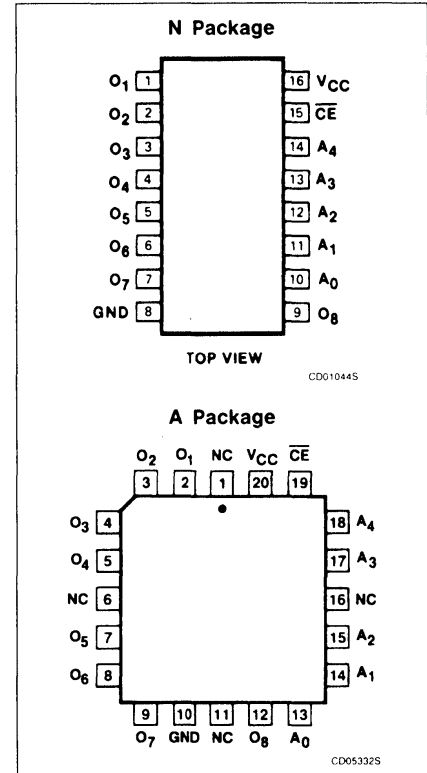 N Package
O1 1 16 VCC
O2 2 15 CE
O3 3 14 A4
O4 4 13 A3
O5 5 12 A2
O6 6 11 A1
O7 7 10 A0
GND 8 9 O8
TOP VIEW
CD01044S
A Package
O2 O1 NC VCC CE
3 2 1 20 19
O3 4 18 A4
O4 5 17 A3
NC 6 16 NC
O5 7 15 A2
O6 8 14 A1
9 10 11 12 13
O7 GND NC O8 A0
CD05332S